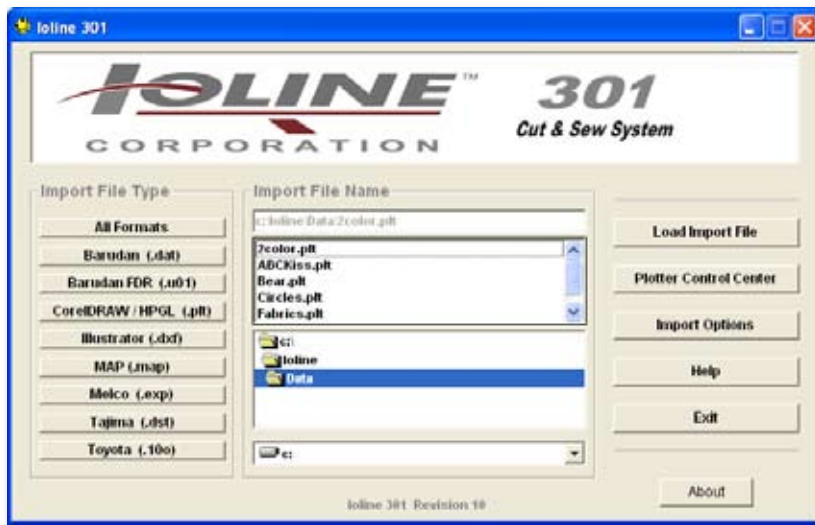 Ioline 301
IOLINE™ 301
CORPORATION Cut & Sew System
Import File Type
All Formats
Barudan (.dat)
Barudan FDR (.u01)
CorelDRAW / HPGL (.plt)
Illustrator (.dxf)
MAP (.map)
Melco (.exp)
Tajima (.dst)
Toyota (.10o)
Import File Name
c:\Ioline\Data\2color.plt
2color.plt
ABCKiss.plt
Bear.plt
Circles.plt
Fabrics.plt
c:\
Ioline
Data
c:
Load Import File
Plotter Control Center
Import Options
Help
Exit
About
Ioline 301 Revision 10